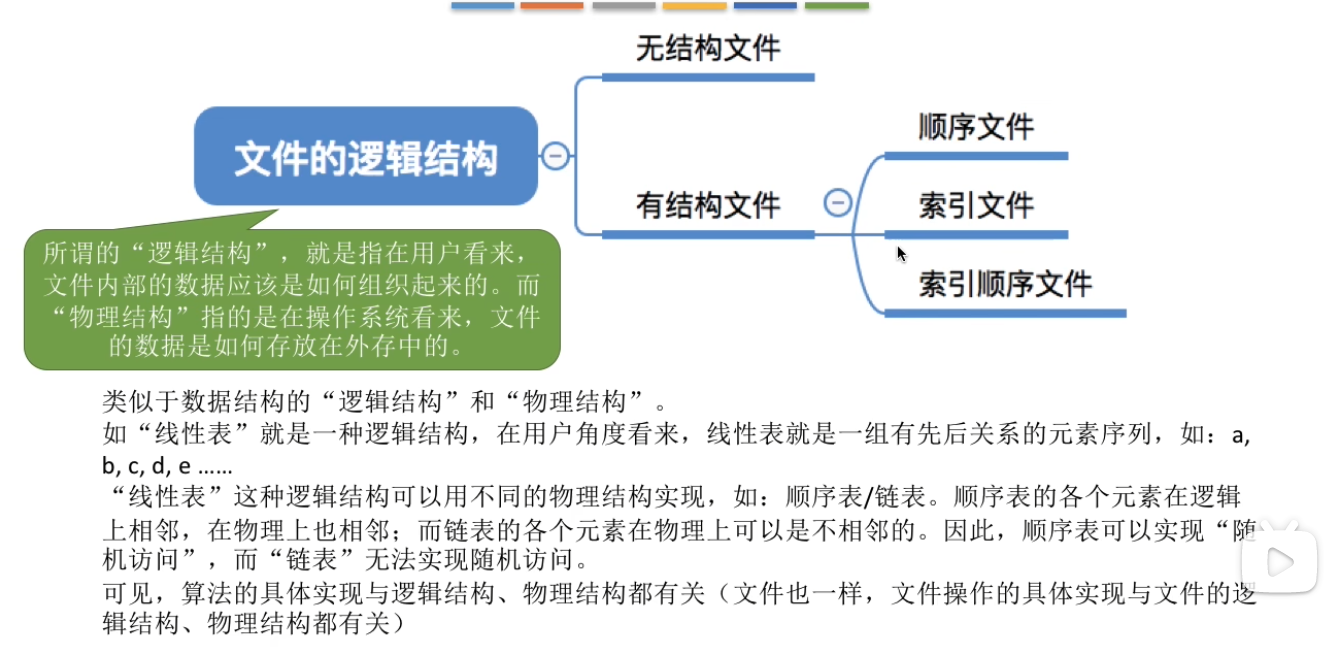 无结构文件
文件的逻辑结构
有结构文件
顺序文件
索引文件
索引顺序文件
所谓的“逻辑结构”，就是指在用户看来，
文件内部的数据应该是如何组织起来的。而
“物理结构”指的是在操作系统看来，文件
的数据是如何存放在外存中的。
类似于数据结构的“逻辑结构”和“物理结构”。
如“线性表”就是一种逻辑结构，在用户角度看来，线性表就是一组有先后关系的元素序列，如：a,
b, c, d, e ......
“线性表”这种逻辑结构可以用不同的物理结构实现，如：顺序表/链表。顺序表的各个元素在逻辑
上相邻，在物理上也相邻；而链表的各个元素在物理上可以是不相邻的。因此，顺序表可以实现“随
机访问”，而“链表”无法实现随机访问。
可见，算法的具体实现与逻辑结构、物理结构都有关（文件也一样，文件操作的具体实现与文件的逻
辑结构、物理结构都有关）